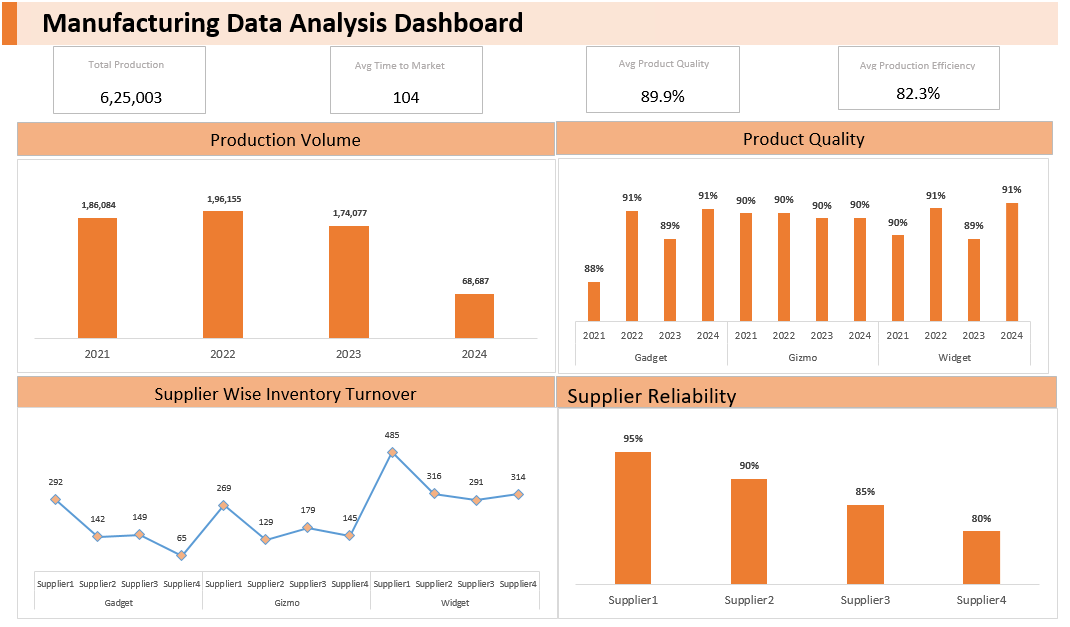 Manufacturing Data Analysis Dashboard
Total Production
6,25,003
Avg Time to Market
104
Avg Product Quality
89.9%
Avg Production Efficiency
82.3%
Production Volume
1,86,084
1,96,155
1,74,077
68,687
2021 2022 2023 2024
Product Quality
88% 91% 89% 91% 90% 90% 90% 90% 90% 91% 89% 91%
2021 2022 2023 2024 2021 2022 2023 2024 2021 2022 2023 2024
Gadget Gizmo Widget
Supplier Wise Inventory Turnover
292 142 149 65 269 129 179 145 485 316 291 314
Supplier1 Supplier2 Supplier3 Supplier4 Supplier1 Supplier2 Supplier3 Supplier4 Supplier1 Supplier2 Supplier3 Supplier4
Gadget Gizmo Widget
Supplier Reliability
95%
90%
85%
80%
Supplier1 Supplier2 Supplier3 Supplier4